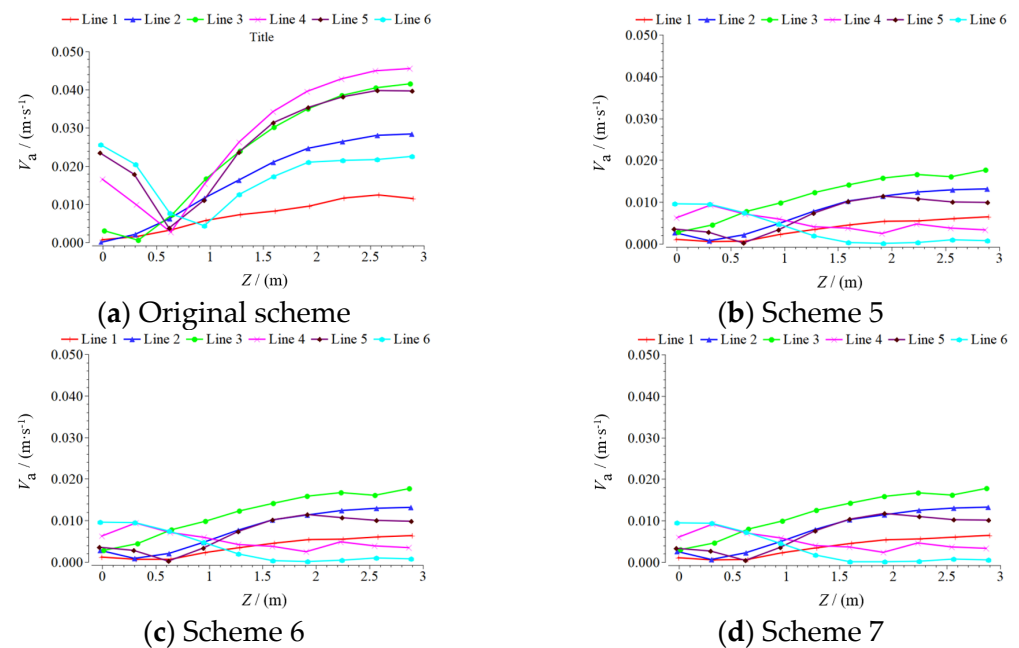 Line 1 Line 2 Line 3 Line 4 Line 5 Line 6
Title
0.050
0.040
0.030
0.020
0.010
0.000
Va / (m·s-1)
0 0.5 1 1.5 2 2.5 3
Z / (m)
(a) Original scheme
Line 1 Line 2 Line 3 Line 4 Line 5 Line 6
0.050
0.040
0.030
0.020
0.010
0.000
Va / (m·s-1)
0 0.5 1 1.5 2 2.5 3
Z / (m)
(b) Scheme 5
Line 1 Line 2 Line 3 Line 4 Line 5 Line 6
0.050
0.040
0.030
0.020
0.010
0.000
Va / (m·s-1)
0 0.5 1 1.5 2 2.5 3
Z / (m)
(c) Scheme 6
Line 1 Line 2 Line 3 Line 4 Line 5 Line 6
0.050
0.040
0.030
0.020
0.010
0.000
Va / (m·s-1)
0 0.5 1 1.5 2 2.5 3
Z / (m)
(d) Scheme 7